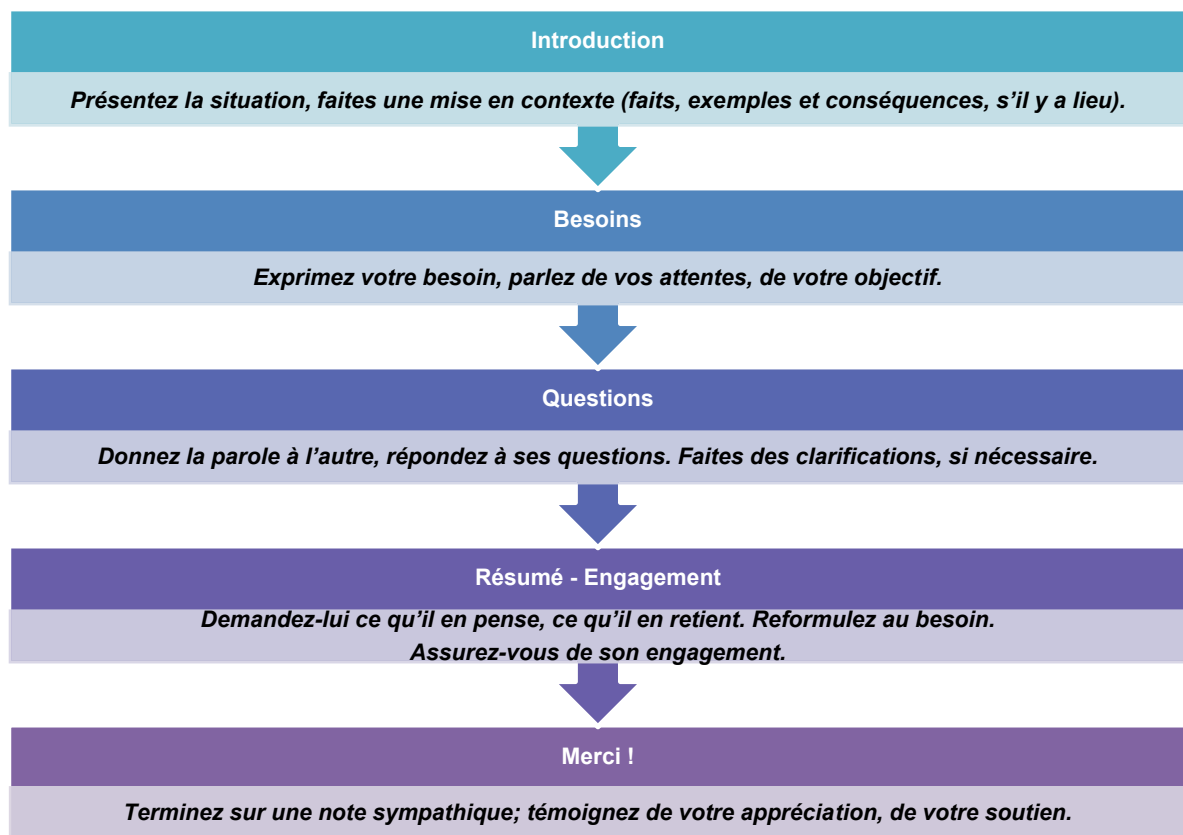 Introduction
Présentez la situation, faites une mise en contexte (faits, exemples et conséquences, s’il y a lieu).
Besoins
Exprimez votre besoin, parlez de vos attentes, de votre objectif.
Questions
Donnez la parole à l’autre, répondez à ses questions. Faites des clarifications, si nécessaire.
Résumé - Engagement
Demandez-lui ce qu’il en pense, ce qu’il en retient. Reformulez au besoin.
Assurez-vous de son engagement.
Merci !
Terminez sur une note sympathique; témoignez de votre appréciation, de votre soutien.